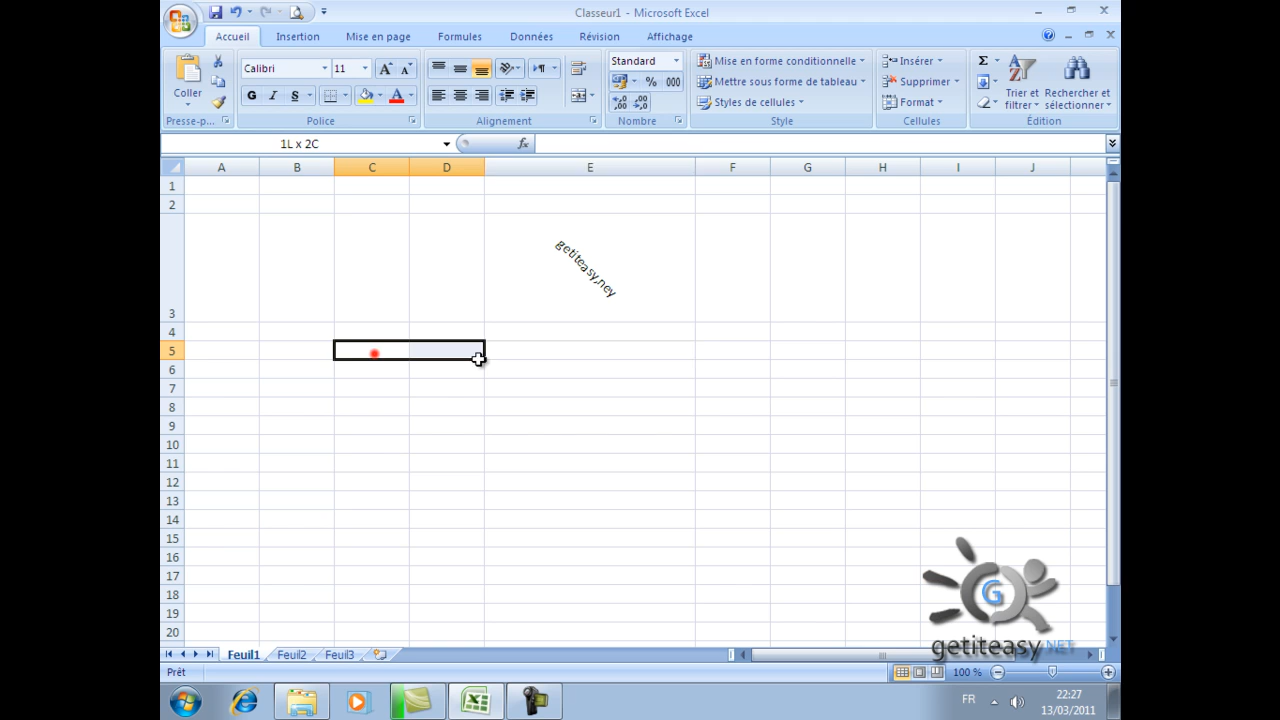 Classeur1 - Microsoft Excel
Accueil Insertion Mise en page Formules Données Révision Affichage
Coller
Presse-p...
Calibri 11
G I S
Police
Alignement
Standard
% 000
Nombre
Mise en forme conditionnelle
Mettre sous forme de tableau
Styles de cellules
Style
Insérer
Supprimer
Format
Cellules
Σ
Trier et filtrer
Rechercher et sélectionner
Édition
1L x 2C
fx
A B C D E F G H I J
1
2
getiteasy.ney
3
4
5
6
7
8
9
10
11
12
13
14
15
16
17
18
19
20
G
getiteasy.NET
Feuil1 Feuil2 Feuil3
Prêt
100 %
FR
22:27
13/03/2011